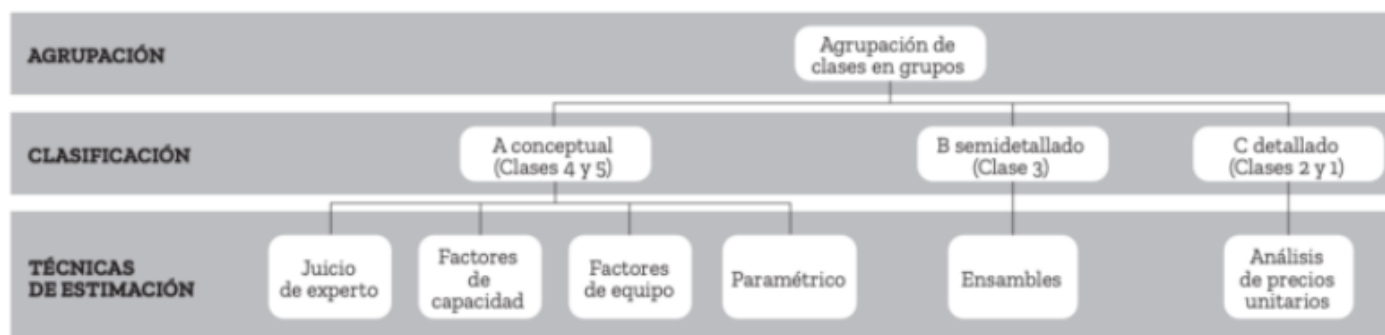 AGRUPACIÓN
Agrupación de
clases en grupos
CLASIFICACIÓN
A conceptual
(Clases 4 y 5)
B semidetallado
(Clase 3)
C detallado
(Clases 2 y 1)
TÉCNICAS
DE ESTIMACIÓN
Juicio
de experto
Factores
de
capacidad
Factores
de equipo
Paramétrico
Ensambles
Análisis
de precios
unitarios